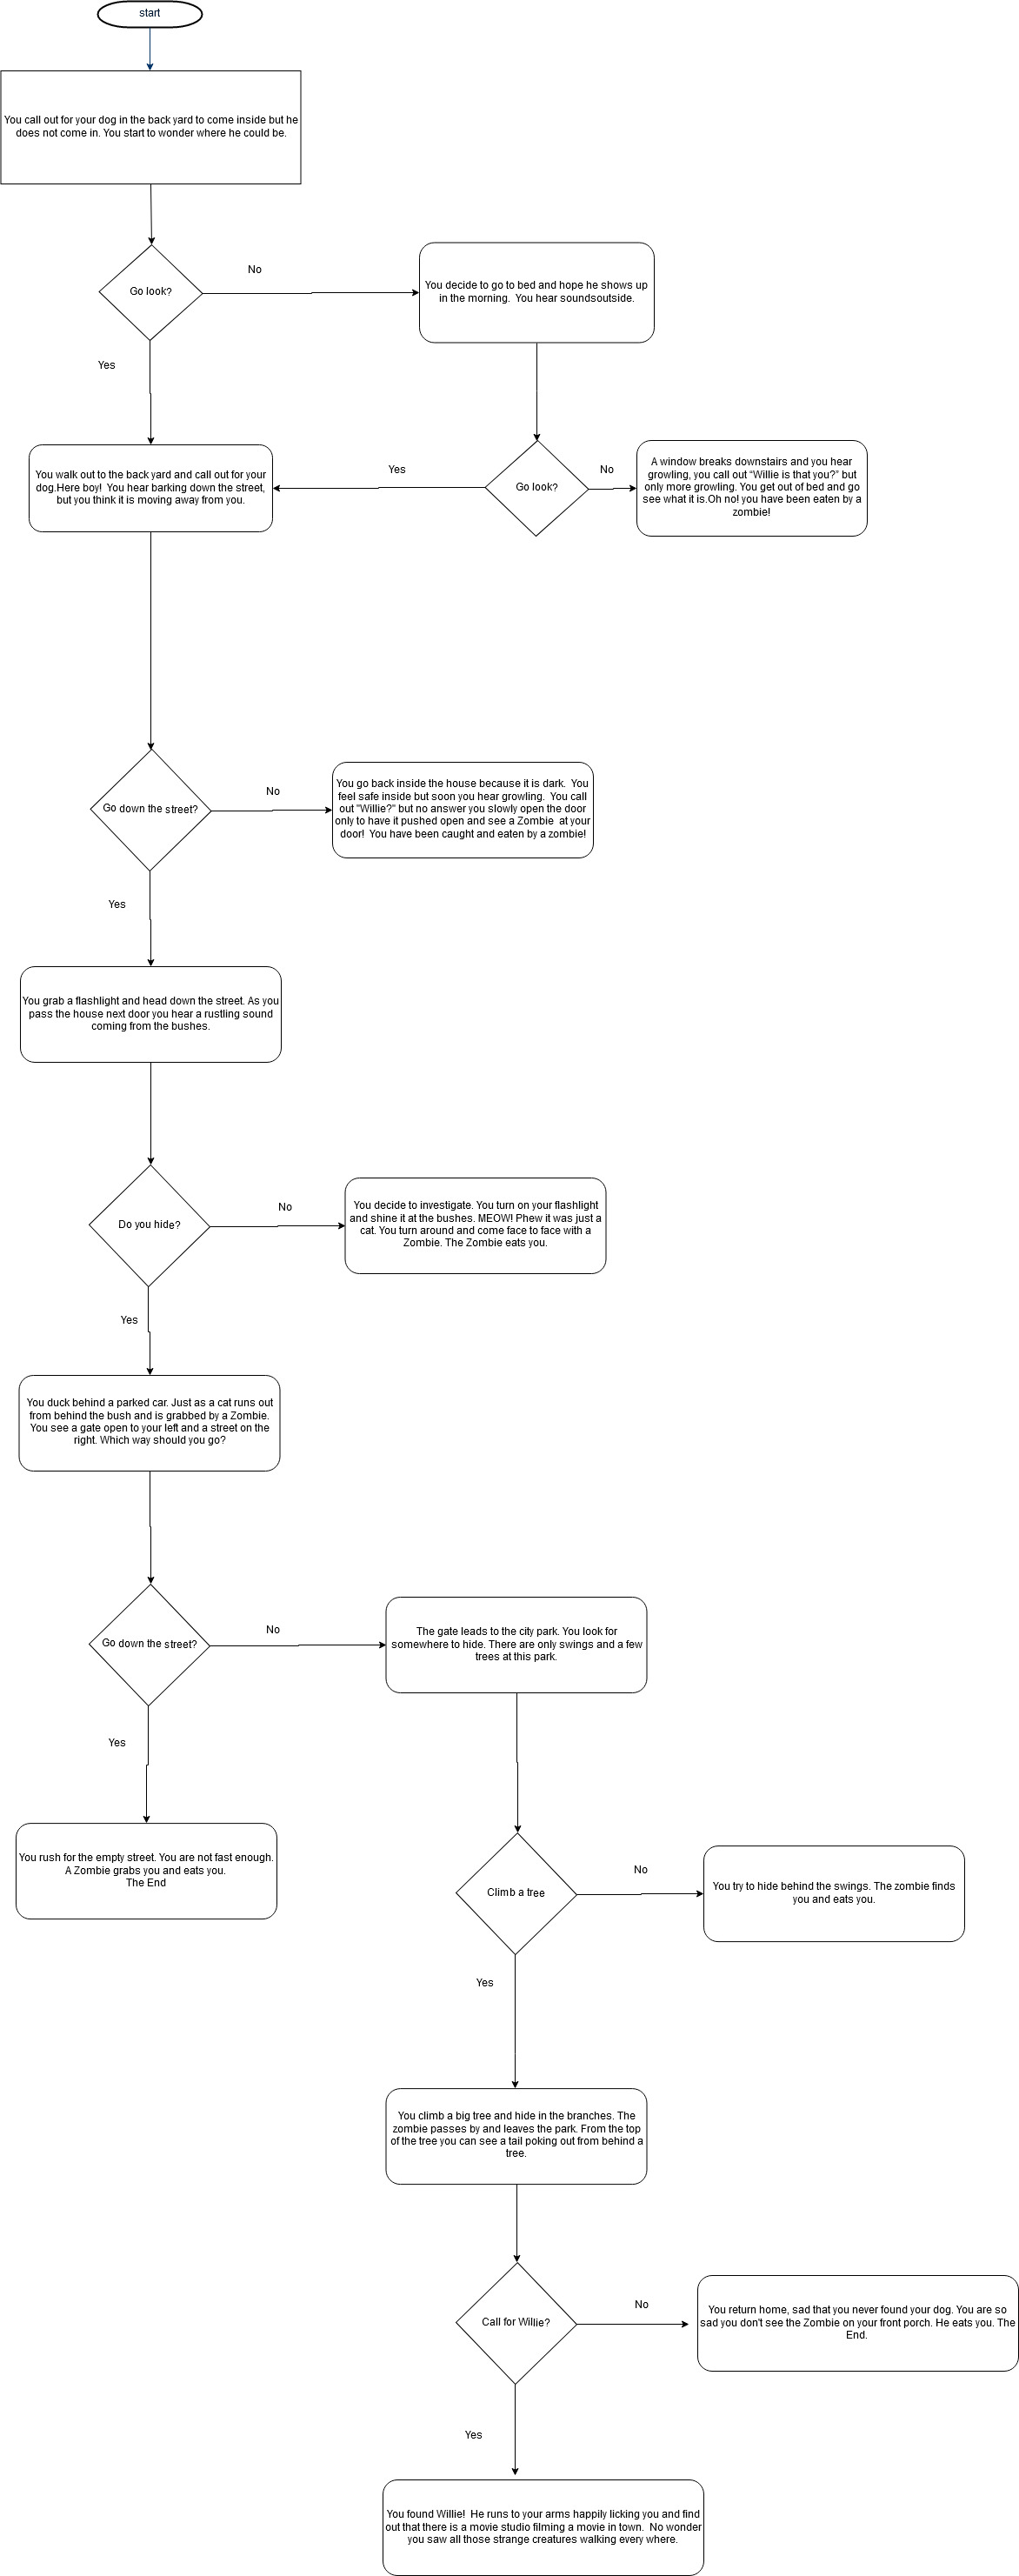 start
You call out for your dog in the back yard to come inside but he
does not come in. You start to wonder where he could be.
Go look?
No
You decide to go to bed and hope he shows up
in the morning.  You hear soundsoutside.
Yes
You walk out to the back yard and call out for your
dog.Here boy!  You hear barking down the street,
but you think it is moving away from you.
Yes
Go look?
No
A window breaks downstairs and you hear
growling, you call out “Willie is that you?” but
only more growling. You get out of bed and go
see what it is.Oh no! you have been eaten by a
zombie!
Go down the street?
No
You go back inside the house because it is dark.  You
feel safe inside but soon you hear growling.  You call
out "Willie?" but no answer you slowly open the door
only to have it pushed open and see a Zombie  at your
door!  You have been caught and eaten by a zombie!
Yes
You grab a flashlight and head down the street. As you
pass the house next door you hear a rustling sound
coming from the bushes.
Do you hide?
No
You decide to investigate. You turn on your flashlight
and shine it at the bushes. MEOW! Phew it was just a
cat. You turn around and come face to face with a
Zombie. The Zombie eats you.
Yes
You duck behind a parked car. Just as a cat runs out
from behind the bush and is grabbed by a Zombie.
You see a gate open to your left and a street on the
right. Which way should you go?
Go down the street?
No
The gate leads to the city park. You look for
somewhere to hide. There are only swings and a few
trees at this park.
Yes
You rush for the empty street. You are not fast enough.
A Zombie grabs you and eats you.
The End
Climb a tree
No
You try to hide behind the swings. The zombie finds
you and eats you.
Yes
You climb a big tree and hide in the branches. The
zombie passes by and leaves the park. From the top
of the tree you can see a tail poking out from behind a
tree.
Call for Willie?
No
You return home, sad that you never found your dog. You are so
sad you don't see the Zombie on your front porch. He eats you. The
End.
Yes
You found Willie!  He runs to your arms happily licking you and find
out that there is a movie studio filming a movie in town.  No wonder
you saw all those strange creatures walking every where.